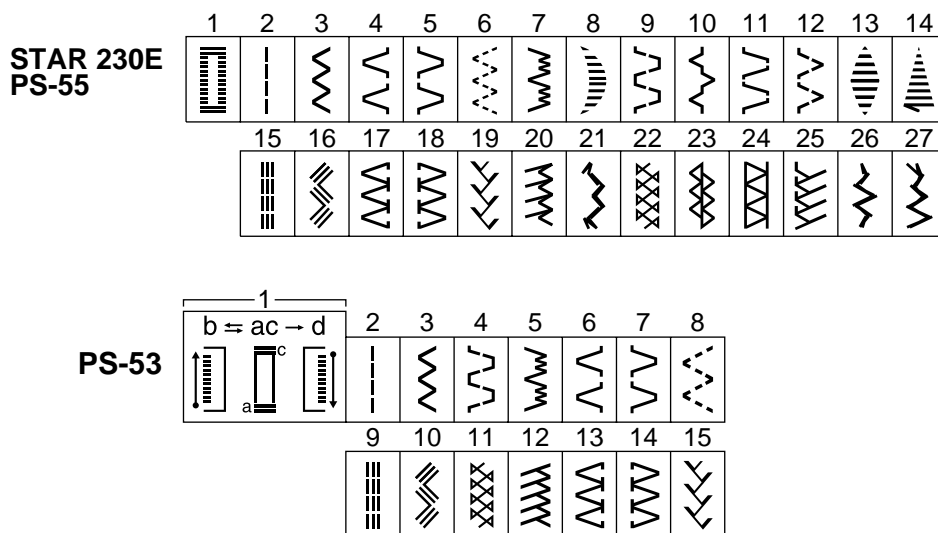 1 2 3 4 5 6 7 8 9 10 11 12 13 14
STAR 230E
PS-55
15 16 17 18 19 20 21 22 23 24 25 26 27
1
b ⇆ ac → d
2 3 4 5 6 7 8
PS-53
c
a
9 10 11 12 13 14 15